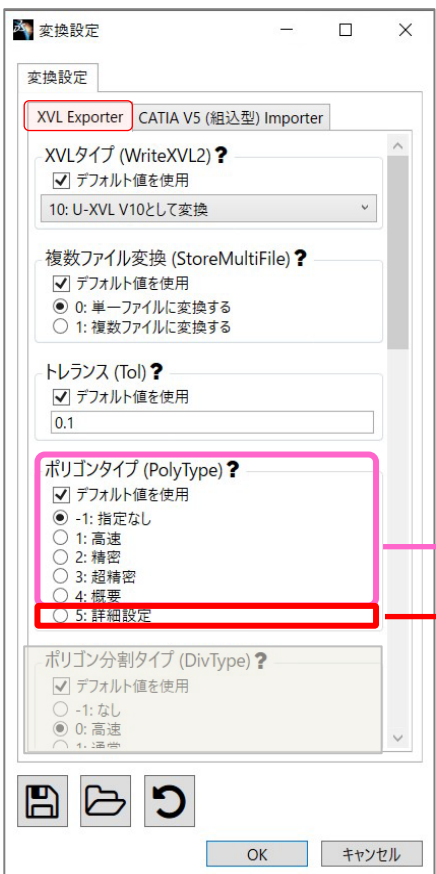 変換設定
変換設定
XVL Exporter
CATIA V5 (組込型) Importer
XVLタイプ (WriteXVL2) ?
デフォルト値を使用
10: U-XVL V10として変換
複数ファイル変換 (StoreMultiFile) ?
デフォルト値を使用
0: 単一ファイルに変換する
1: 複数ファイルに変換する
トレランス (Tol) ?
デフォルト値を使用
0.1
ポリゴンタイプ (PolyType) ?
デフォルト値を使用
-1: 指定なし
1: 高速
2: 精密
3: 超精密
4: 概要
5: 詳細設定
ポリゴン分割タイプ (DivType) ?
デフォルト値を使用
-1: なし
0: 高速
1: 通常
OK
キャンセル